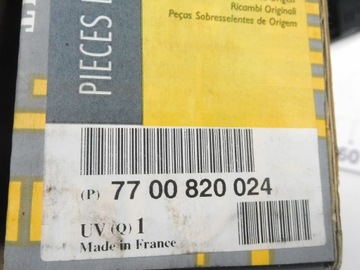 Ricambi Originali
Peças Sobresselentes de Origem
PIECES
(P) 77 00 820 024
UV (Q) 1
Made in France